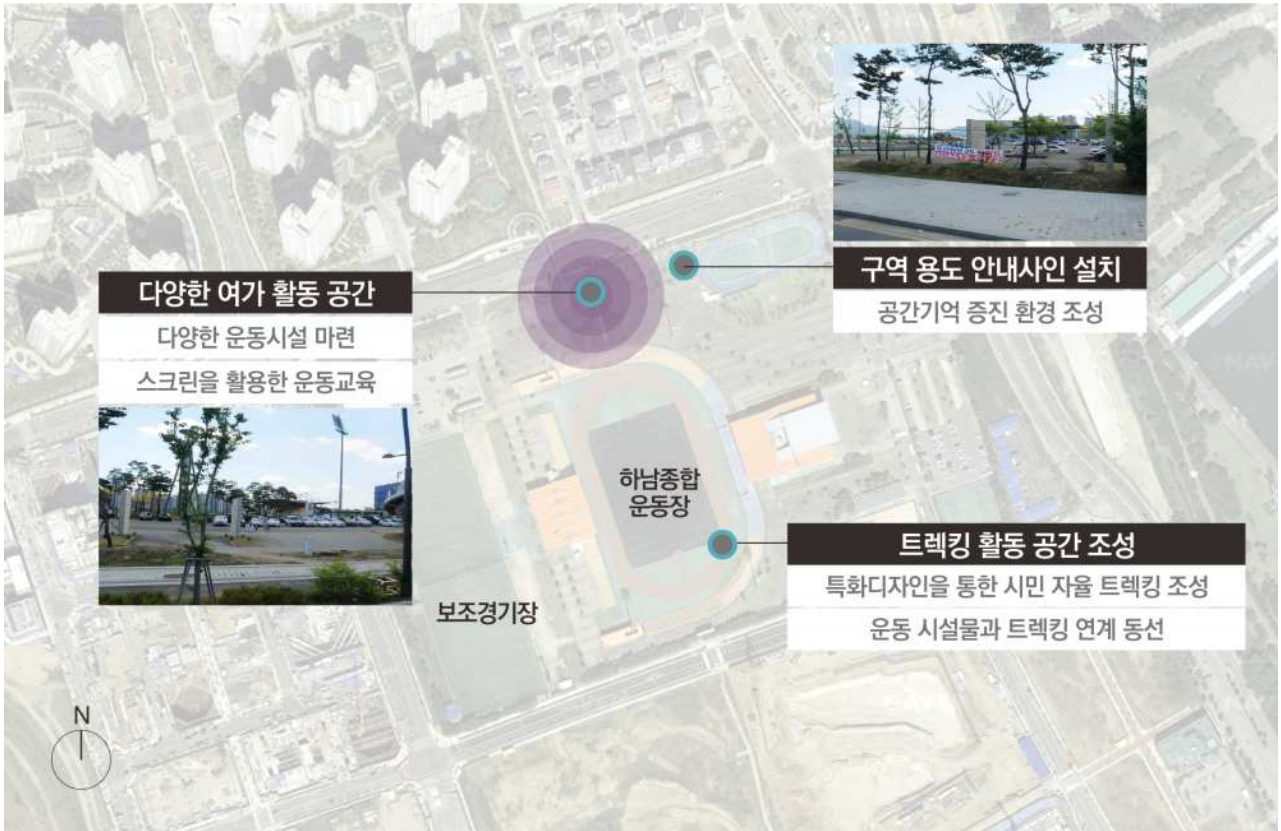 구역 용도 안내사인 설치
공간기억 증진 환경 조성
다양한 여가 활동 공간
다양한 운동시설 마련
스크린을 활용한 운동교육
하남종합
운동장
트렉킹 활동 공간 조성
특화디자인을 통한 시민 자율 트렉킹 조성
운동 시설물과 트렉킹 연계 동선
보조경기장
N